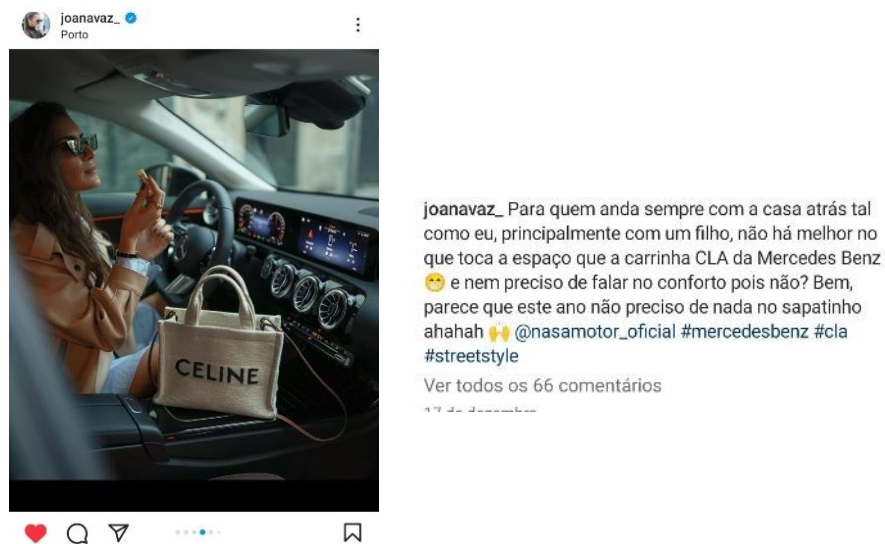 joanavaz_
Porto
CELINE
joanavaz_ Para quem anda sempre com a casa atrás tal
como eu, principalmente com um filho, não há melhor no
que toca a espaço que a carrinha CLA da Mercedes Benz
😁 e nem preciso de falar no conforto pois não? Bem,
parece que este ano não preciso de nada no sapatinho
ahahah 🙌 @nasamotor_oficial #mercedesbenz #cla
#streetstyle
Ver todos os 66 comentários
17 de dezembro